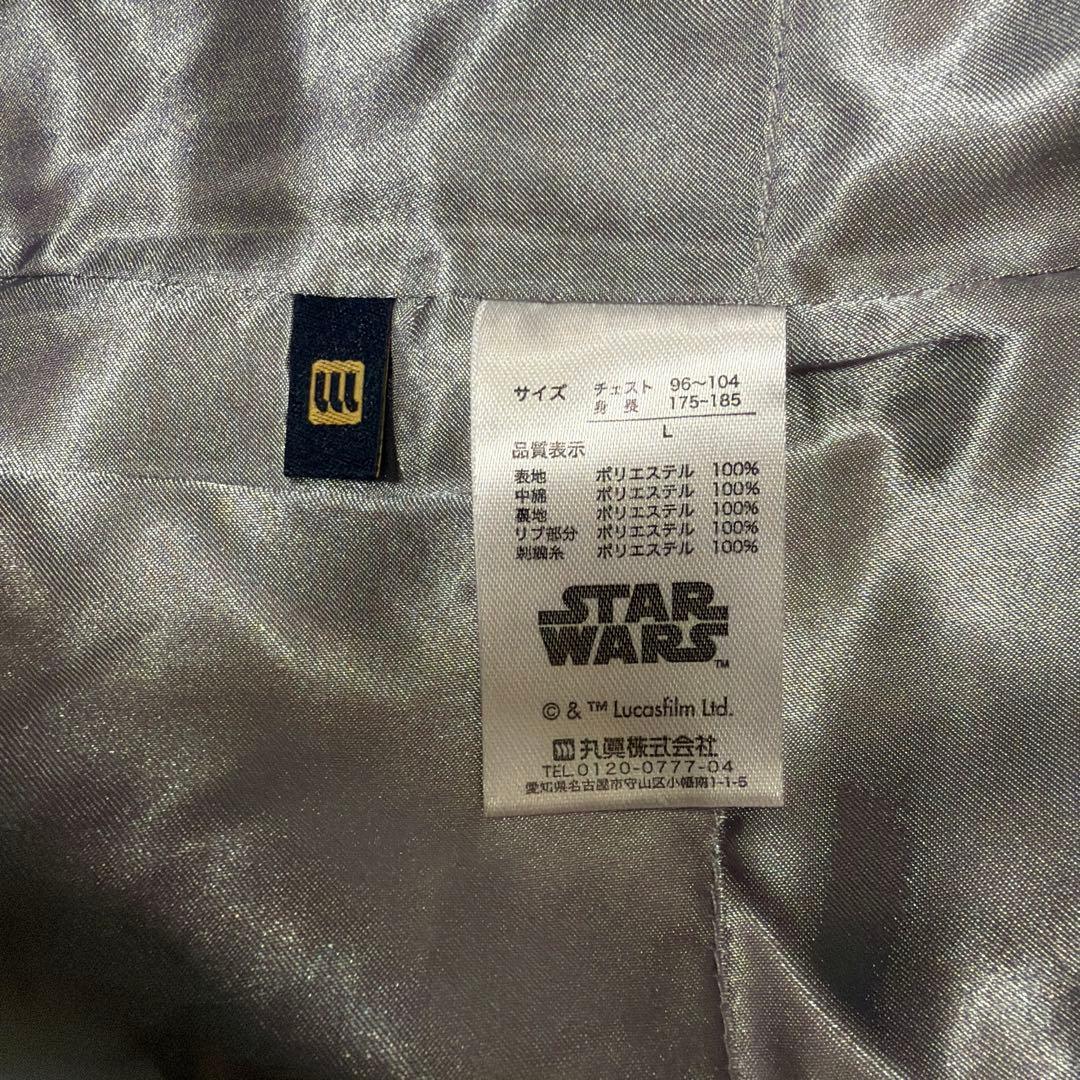 サイズ チェスト 96〜104
身長 175-185
L
品質表示
表地 ポリエステル 100%
中綿 ポリエステル 100%
裏地 ポリエステル 100%
リブ部分 ポリエステル 100%
刺繍糸 ポリエステル 100%
STAR
WARS™
© & ™ Lucasfilm Ltd.
丸眞株式会社
TEL.0120-0777-04
愛知県名古屋市守山区小幡南1-1-5